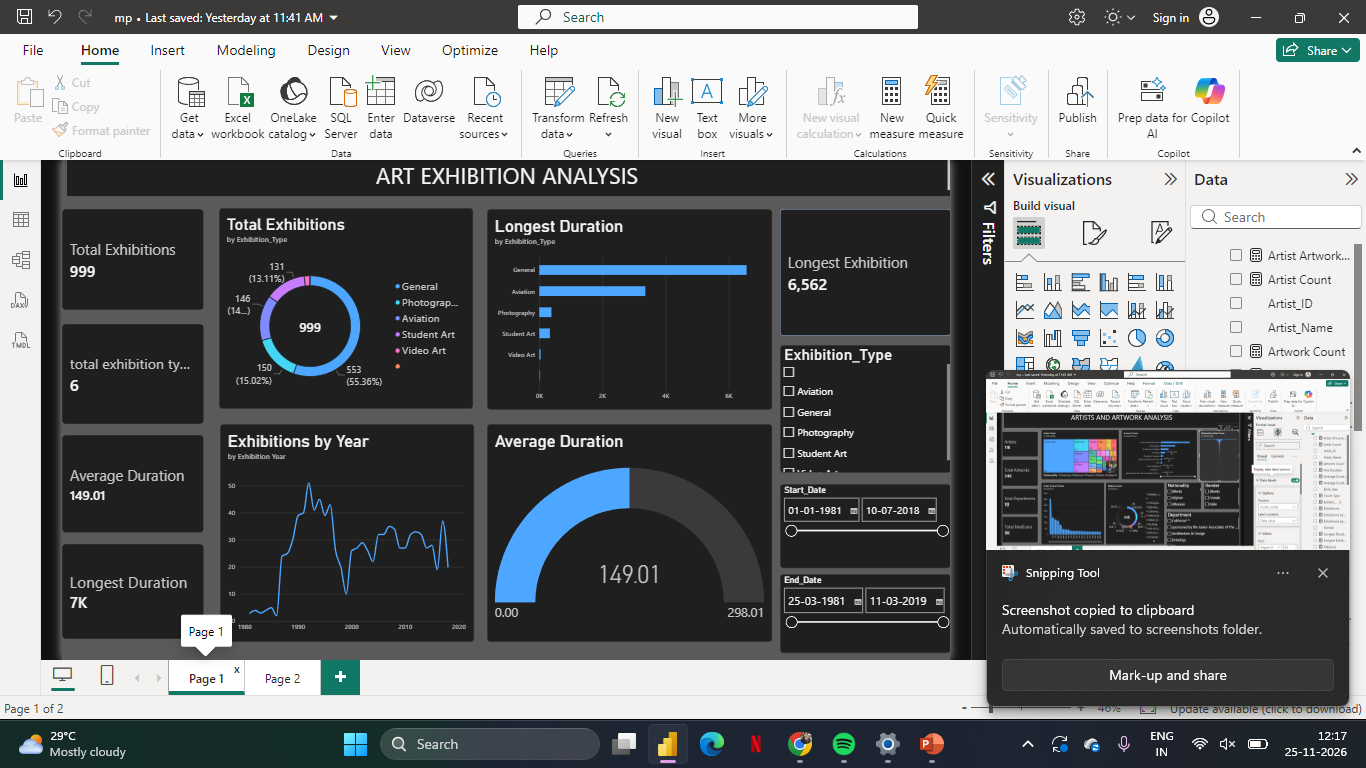 mp • Last saved: Yesterday at 11:41 AM
Search
Sign in
File Home Insert Modeling Design View Optimize Help
Share
Paste
Cut
Copy
Format painter
Clipboard
Get data
Excel workbook
OneLake catalog
SQL Server
Enter data
Dataverse
Recent sources
Data
Transform data
Refresh
Queries
New visual
Text box
More visuals
Insert
New visual calculation
New measure
Quick measure
Calculations
Sensitivity
Sensitivity
Publish
Share
Prep data for AI
Copilot
Copilot
ART EXHIBITION ANALYSIS
Total Exhibitions
999
total exhibition ty...
6
Average Duration
149.01
Longest Duration
7K
Total Exhibitions
by Exhibition_Type
131
(13.11%)
146
(14...)
150
(15.02%)
553
(55.36%)
999
General
Photograp...
Aviation
Student Art
Video Art
Longest Duration
by Exhibition_Type
General
Aviation
Photography
Student Art
Video Art
0K 2K 4K 6K
Longest Exhibition
6,562
Exhibition_Type
Aviation
General
Photography
Student Art
Exhibitions by Year
by Exhibition Year
50
40
30
20
10
0
1980 1990 2000 2010 2020
Average Duration
149.01
0.00 298.01
Start_Date
01-01-1981 10-07-2018
End_Date
25-03-1981 11-03-2019
Filters
Visualizations
Build visual
Data
Search
Artist Artwork...
Artist Count
Artist_ID
Artist_Name
Artwork Count
ARTISTS AND ARTWORK ANALYSIS
Snipping Tool
Screenshot copied to clipboard
Automatically saved to screenshots folder.
Mark-up and share
Page 1
Page 1 x
Page 2
Page 1 of 2
46%
Update available (click to download)
29°C
Mostly cloudy
Search
ENG
IN
12:17
25-11-2026